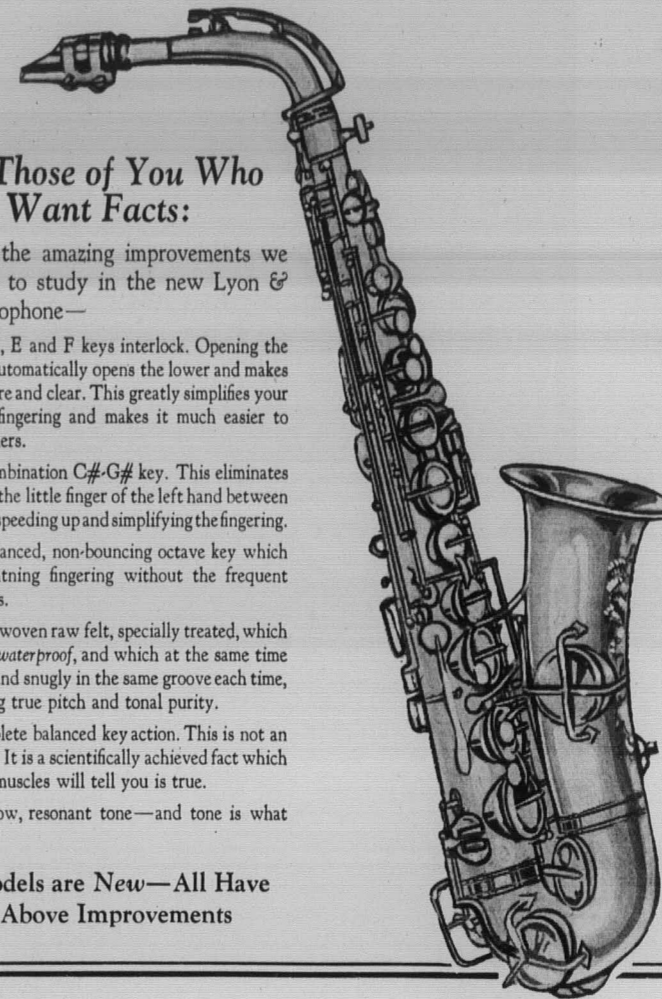 Those of You Who
Want Facts:
the amazing improvements we
to study in the new Lyon &
ophone—
, E and F keys interlock. Opening the
utomatically opens the lower and makes
re and clear. This greatly simplifies your
fingering and makes it much easier to
ers.
mbination C#-G# key. This eliminates
the little finger of the left hand between
speeding up and simplifying the fingering.
anced, non-bouncing octave key which
tning fingering without the frequent
s.
woven raw felt, specially treated, which
waterproof, and which at the same time
nd snugly in the same groove each time,
g true pitch and tonal purity.
lete balanced key action. This is not an
It is a scientifically achieved fact which
muscles will tell you is true.
ow, resonant tone—and tone is what
odels are New—All Have
Above Improvements